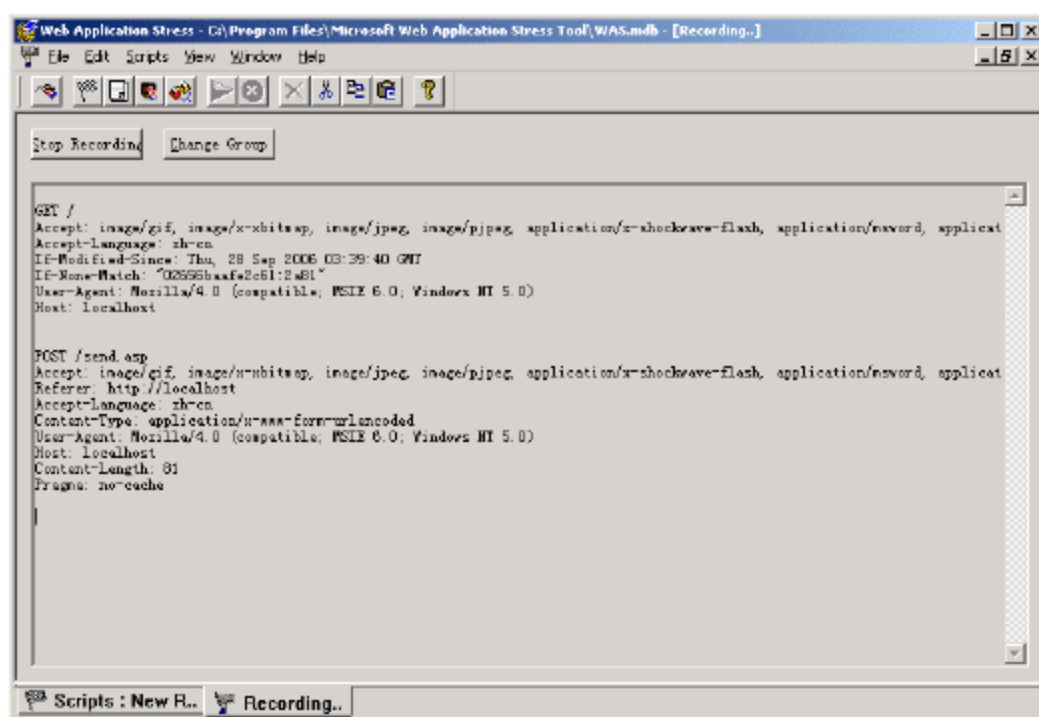 Web Application Stress - C:\Program Files\Microsoft Web Application Stress Tool\WAS.mdb - [Recording..]
File Edit Scripts View Window Help
Stop Recording Change Group
GET /
Accept: image/gif, image/x-xbitmap, image/jpeg, image/pjpeg, application/x-shockwave-flash, application/msword, applicat
Accept-Language: zh-cn
If-Modified-Since: Thu, 28 Sep 2006 03:39:40 GMT
If-None-Match:
User-Agent: Mozilla/4.0 (compatible; MSIE 6.0; Windows NT 5.0)
Host: localhost
POST /send.asp
Accept: image/gif, image/x-xbitmap, image/jpeg, image/pjpeg, application/x-shockwave-flash, application/msword, applicat
Referer: http://localhost
Accept-Language: zh-cn
Content-Type: application/x-www-form-urlencoded
User-Agent: Mozilla/4.0 (compatible; MSIE 6.0; Windows NT 5.0)
Host: localhost
Content-Length: 81
Pragma: no-cache
Scripts : New R.. Recording..